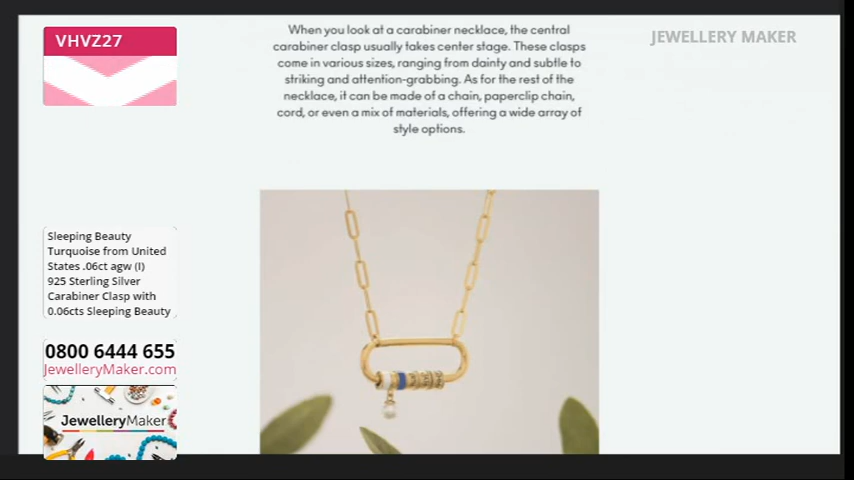 VHVZ27
When you look at a carabiner necklace, the central
carabiner clasp usually takes center stage. These clasps
come in various sizes, ranging from dainty and subtle to
striking and attention-grabbing. As for the rest of the
necklace, it can be made of a chain, paperclip chain,
cord, or even a mix of materials, offering a wide array of
style options.
JEWELLERY MAKER
Sleeping Beauty
Turquoise from United
States .06ct agw (I)
925 Sterling Silver
Carabiner Clasp with
0.06cts Sleeping Beauty
0800 6444 655
JewelleryMaker.com
JewelleryMaker